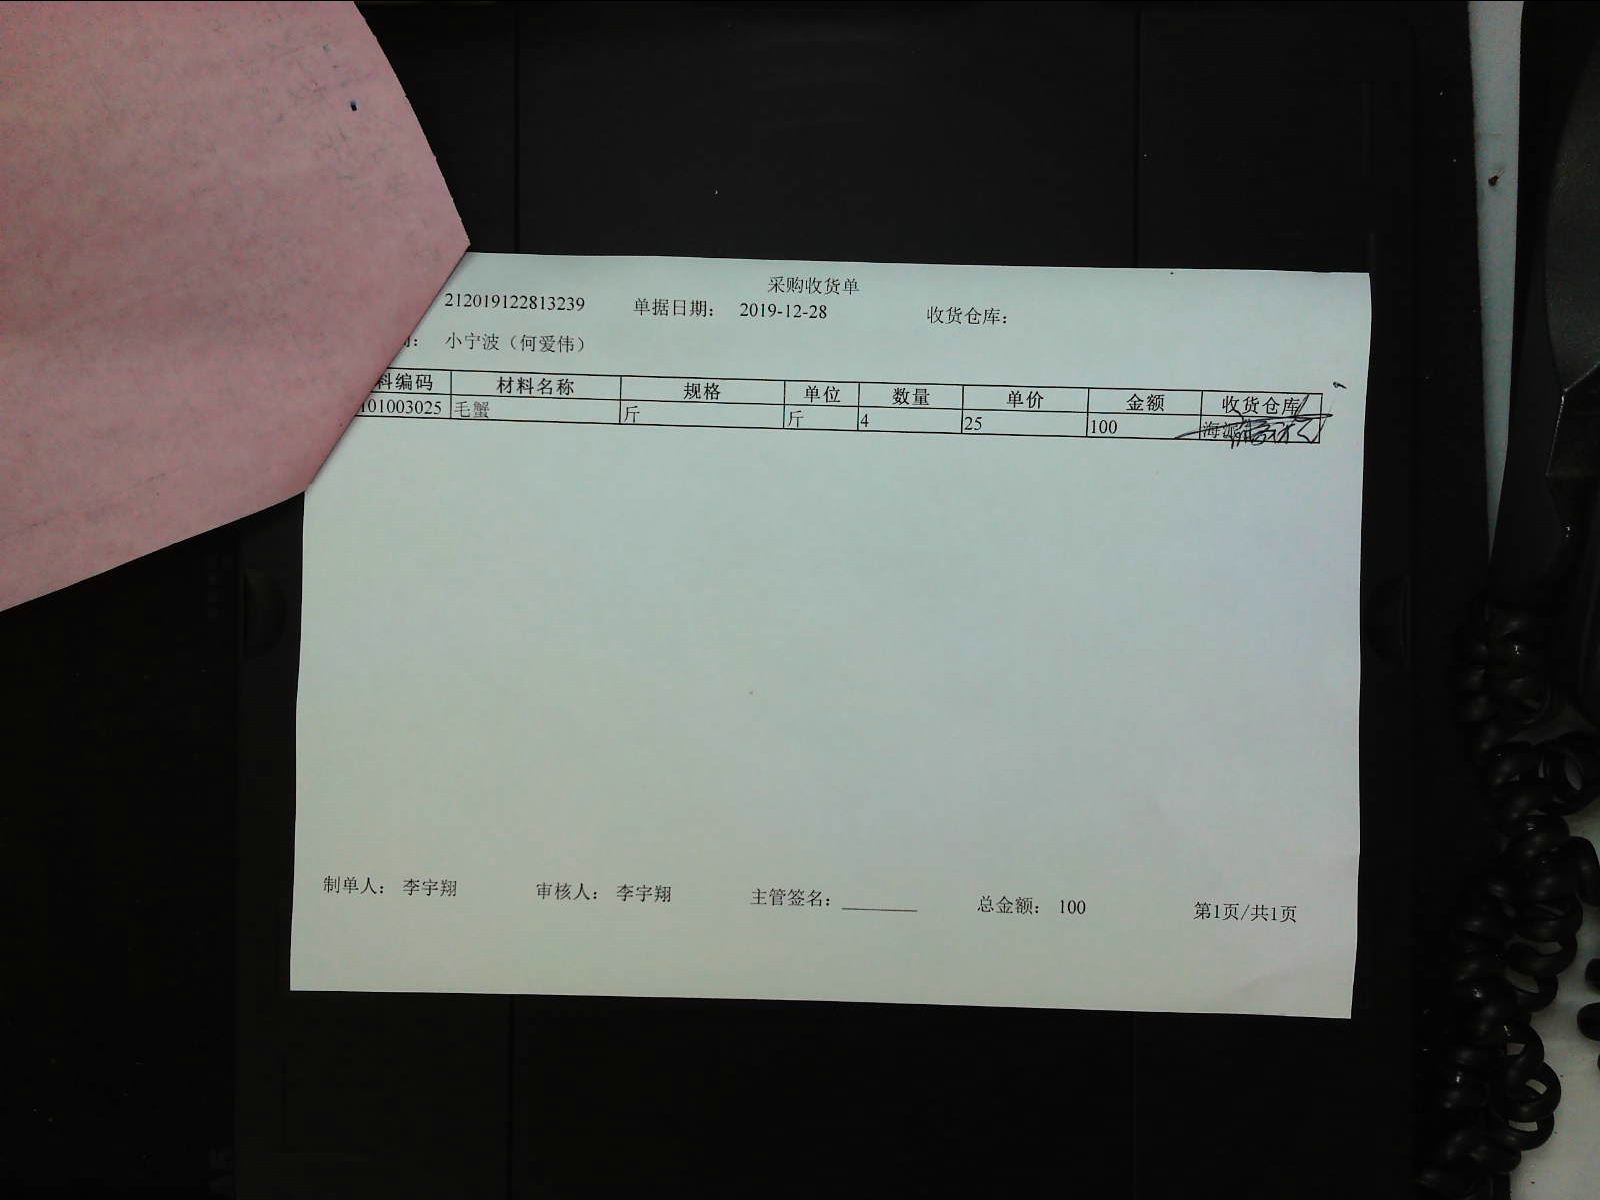 采购收货单
212019122813239 单据日期: 2019-12-28 收货仓库:
小宁波（何爱伟）
料编码 材料名称 规格 单位 数量 单价 金额 收货仓库
101003025 毛蟹 斤 斤 4 25 100 海派
制单人: 李宇翔 审核人: 李宇翔 主管签名: 总金额: 100 第1页/共1页